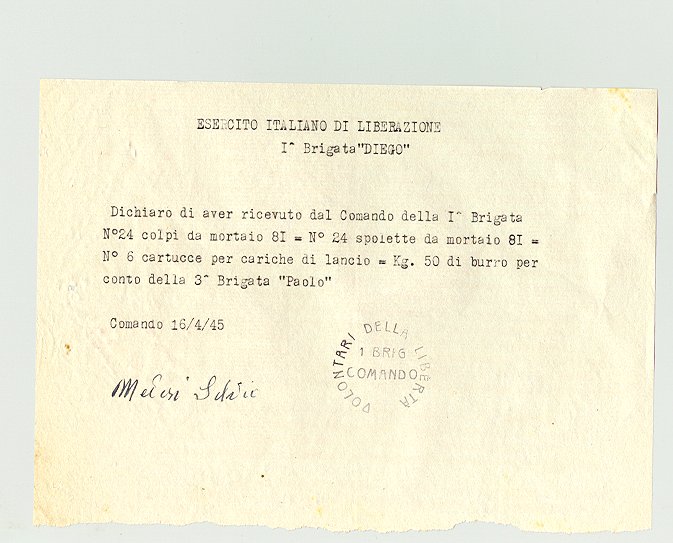 ESERCITO ITALIANO DI LIBERAZIONE
I^ Brigata"DIEGO"
Dichiaro di aver ricevuto dal Comando della I^ Brigata
N°24 colpi da mortaio 8I = N° 24 spolette da mortaio 8I =
N° 6 cartucce per cariche di lancio = Kg. 50 di burro per
conto della 3^ Brigata "Paolo"
Comando 16/4/45
VOLONTARI DELLA LIBERTÀ
1 BRIG
COMANDO